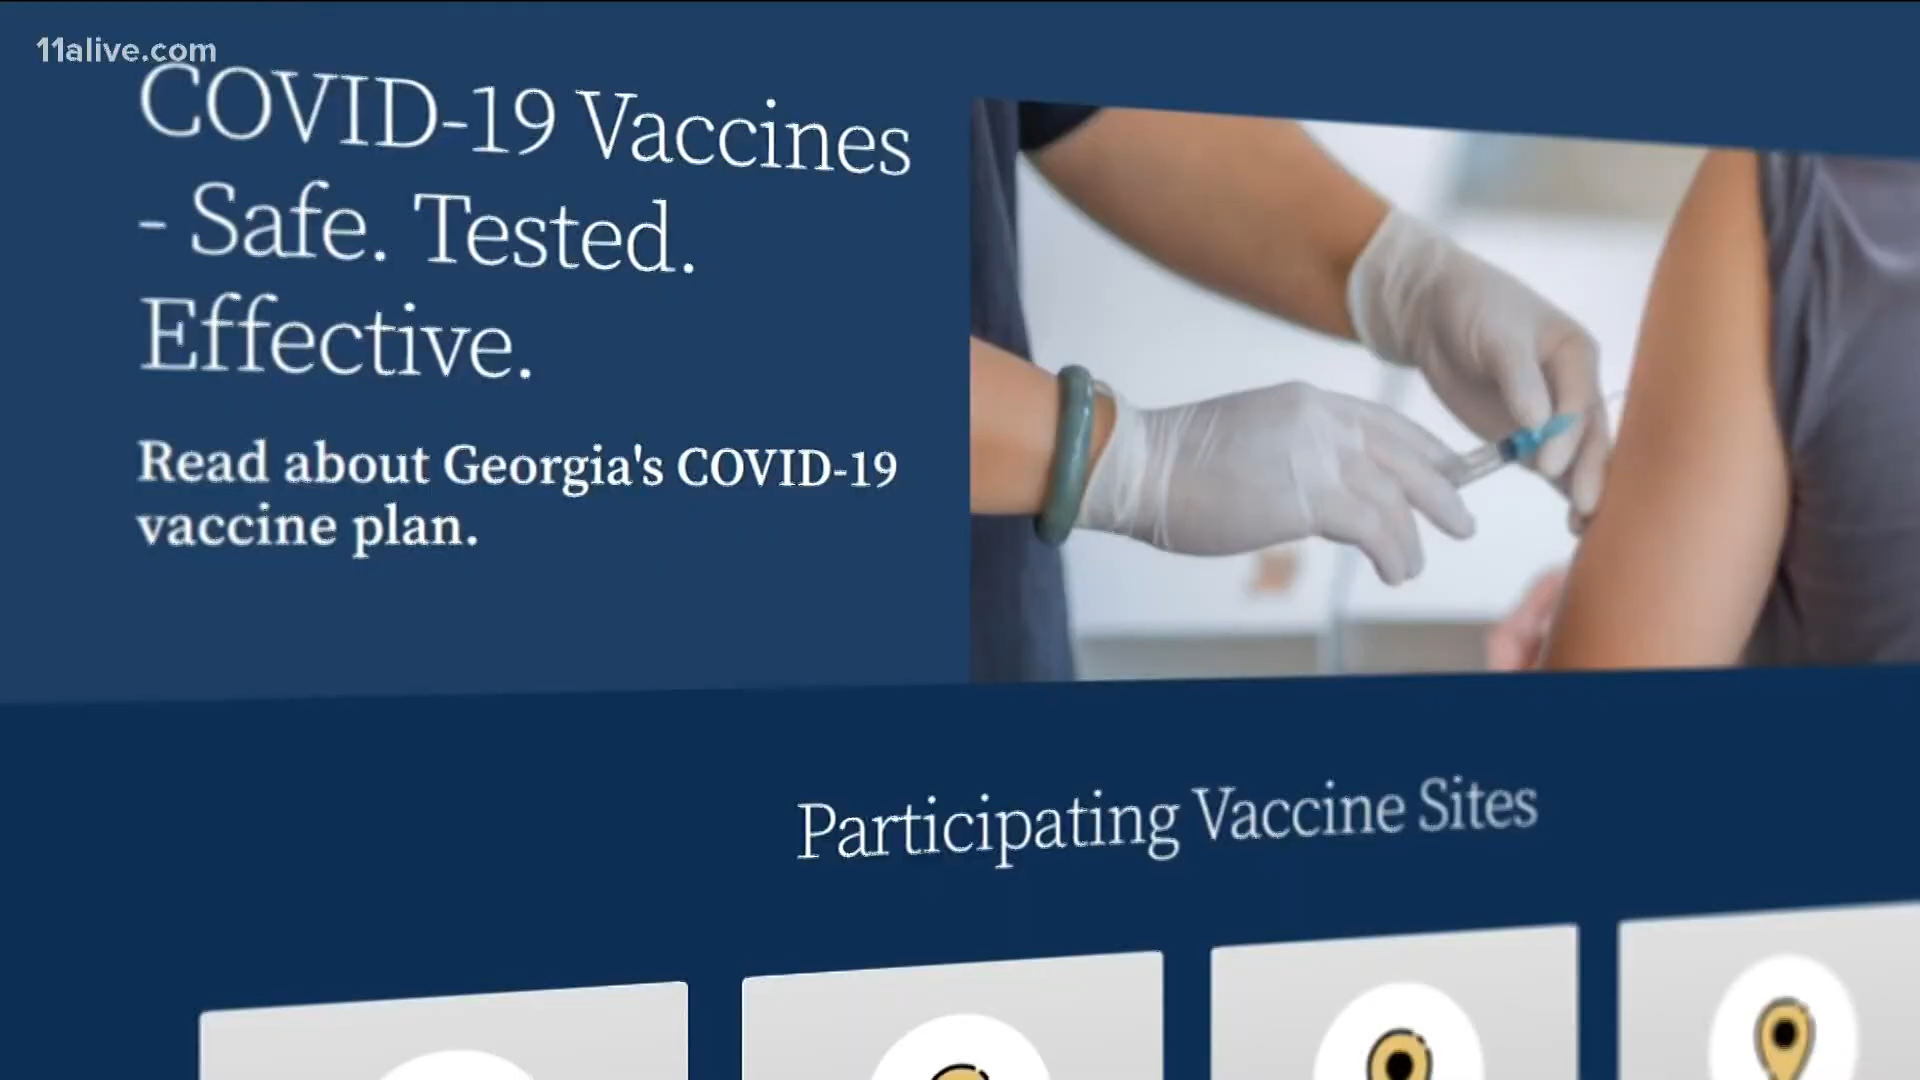 11alive.com
COVID-19 Vaccines
- Safe. Tested.
Effective.
Read about Georgia's COVID-19
vaccine plan.
Participating Vaccine Sites